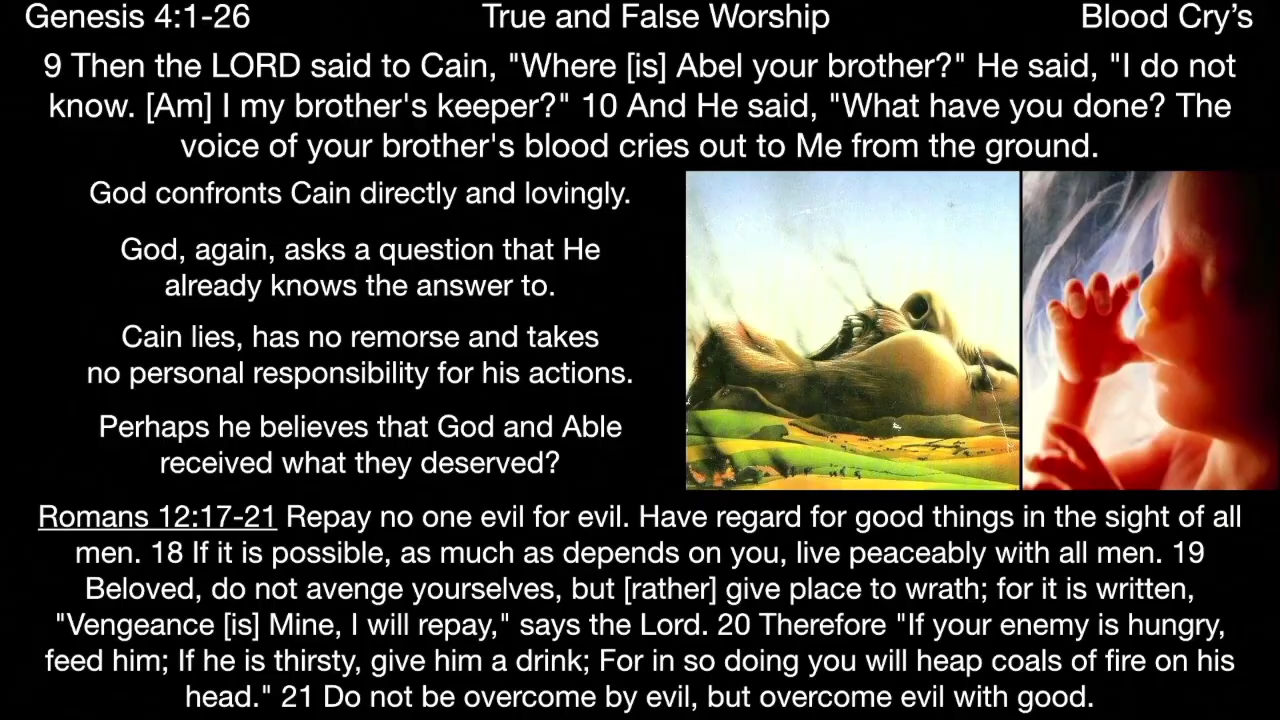 Genesis 4:1-26 True and False Worship Blood Cry’s
9 Then the LORD said to Cain, "Where [is] Abel your brother?" He said, "I do not
know. [Am] I my brother's keeper?" 10 And He said, "What have you done? The
voice of your brother's blood cries out to Me from the ground.
God confronts Cain directly and lovingly.
God, again, asks a question that He
already knows the answer to.
Cain lies, has no remorse and takes
no personal responsibility for his actions.
Perhaps he believes that God and Able
received what they deserved?
Romans 12:17-21 Repay no one evil for evil. Have regard for good things in the sight of all
men. 18 If it is possible, as much as depends on you, live peaceably with all men. 19
Beloved, do not avenge yourselves, but [rather] give place to wrath; for it is written,
"Vengeance [is] Mine, I will repay," says the Lord. 20 Therefore "If your enemy is hungry,
feed him; If he is thirsty, give him a drink; For in so doing you will heap coals of fire on his
head." 21 Do not be overcome by evil, but overcome evil with good.